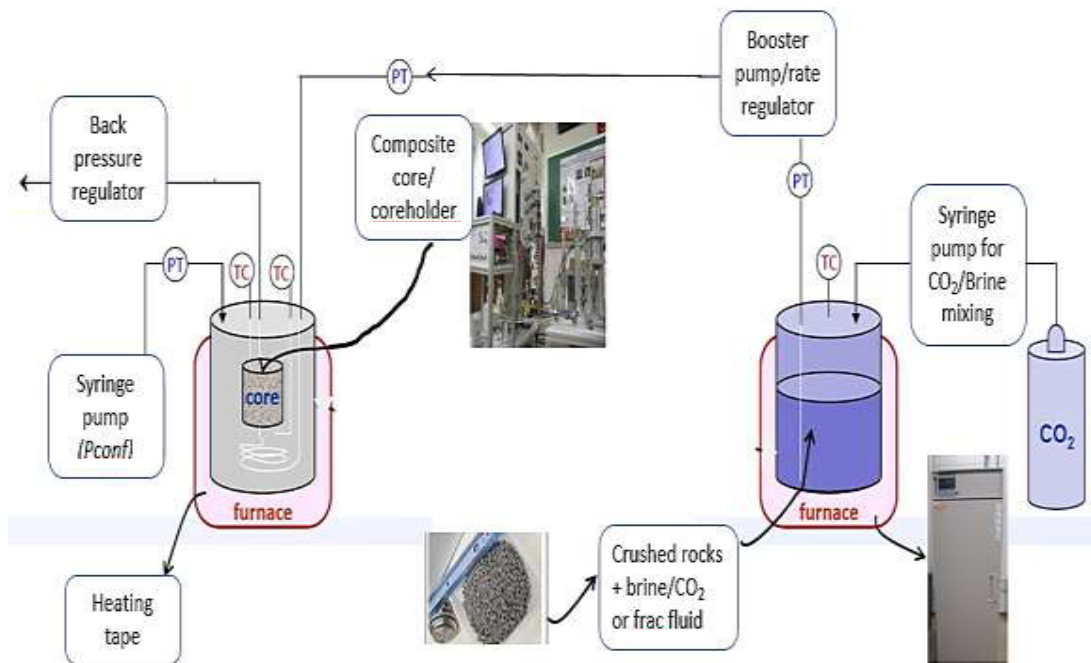 Booster
pump/rate
regulator
PT
Back
pressure
regulator
Composite
core/
coreholder
PT
Syringe
pump for
CO₂/Brine
mixing
PT
TC
TC
TC
Syringe
pump
(Pconf)
core
CO₂
furnace
furnace
Heating
tape
Crushed rocks
+ brine/CO₂
or frac fluid